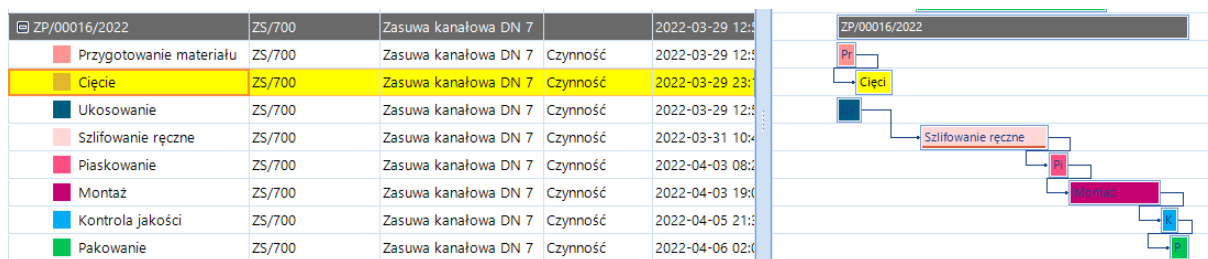 ZP/00016/2022 ZS/700 Zasuwa kanałowa DN 7 2022-03-29 12:5 ZP/00016/2022
Przygotowanie materiału ZS/700 Zasuwa kanałowa DN 7 Czynność 2022-03-29 12:5 Pr
Cięcie ZS/700 Zasuwa kanałowa DN 7 Czynność 2022-03-29 23:1 Cięci
Ukosowanie ZS/700 Zasuwa kanałowa DN 7 Czynność 2022-03-29 12:5
Szlifowanie ręczne ZS/700 Zasuwa kanałowa DN 7 Czynność 2022-03-31 10:4 Szlifowanie ręczne
Piaskowanie ZS/700 Zasuwa kanałowa DN 7 Czynność 2022-04-03 08:2 Pi
Montaż ZS/700 Zasuwa kanałowa DN 7 Czynność 2022-04-03 19:0 Montaż
Kontrola jakości ZS/700 Zasuwa kanałowa DN 7 Czynność 2022-04-05 21:3 K
Pakowanie ZS/700 Zasuwa kanałowa DN 7 Czynność 2022-04-06 02:0 P